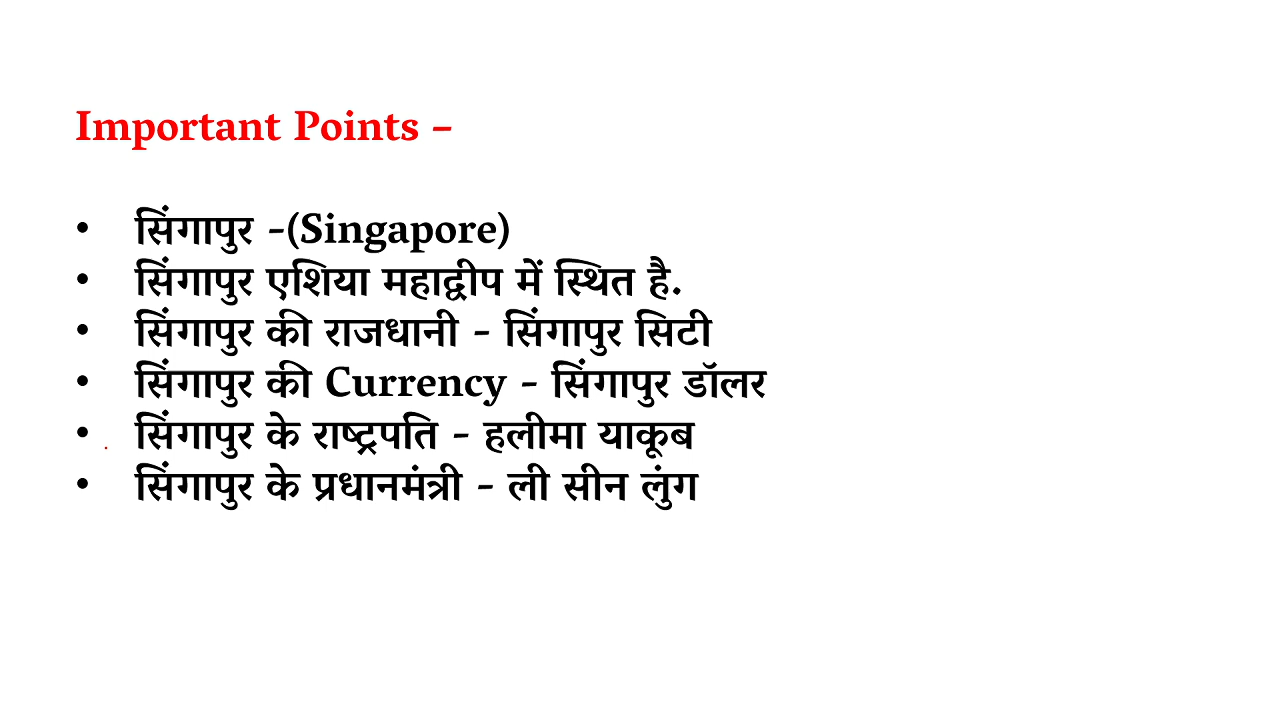 Important Points –
• सिंगापुर -(Singapore)
• सिंगापुर एशिया महाद्वीप में स्थित है.
• सिंगापुर की राजधानी - सिंगापुर सिटी
• सिंगापुर की Currency - सिंगापुर डॉलर
• सिंगापुर के राष्ट्रपति - हलीमा याकूब
• सिंगापुर के प्रधानमंत्री - ली सीन लुंग